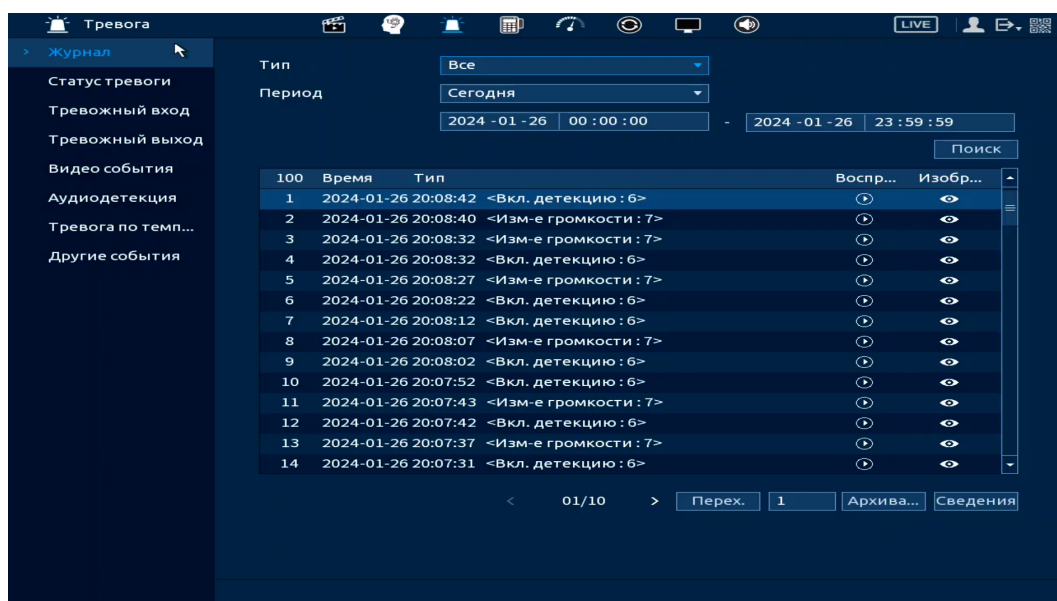 Тревога LIVE
> Журнал
Статус тревоги
Тревожный вход
Тревожный выход
Видео события
Аудиодетекция
Тревога по темп...
Другие события
Тип Все
Период Сегодня
2024 -01 -26 00 : 00 : 00 - 2024 -01 -26 23 : 59 : 59
Поиск
100 Время Тип Воспр... Изобр...
1 2024-01-26 20:08:42 <Вкл. детекцию : 6>
2 2024-01-26 20:08:40 <Изм-е громкости : 7>
3 2024-01-26 20:08:32 <Изм-е громкости : 7>
4 2024-01-26 20:08:32 <Вкл. детекцию : 6>
5 2024-01-26 20:08:27 <Изм-е громкости : 7>
6 2024-01-26 20:08:22 <Вкл. детекцию : 6>
7 2024-01-26 20:08:12 <Вкл. детекцию : 6>
8 2024-01-26 20:08:07 <Изм-е громкости : 7>
9 2024-01-26 20:08:02 <Вкл. детекцию : 6>
10 2024-01-26 20:07:52 <Вкл. детекцию : 6>
11 2024-01-26 20:07:43 <Изм-е громкости : 7>
12 2024-01-26 20:07:42 <Вкл. детекцию : 6>
13 2024-01-26 20:07:37 <Изм-е громкости : 7>
14 2024-01-26 20:07:31 <Вкл. детекцию : 6>
< 01/10 > Перех. 1 Архива... Сведения